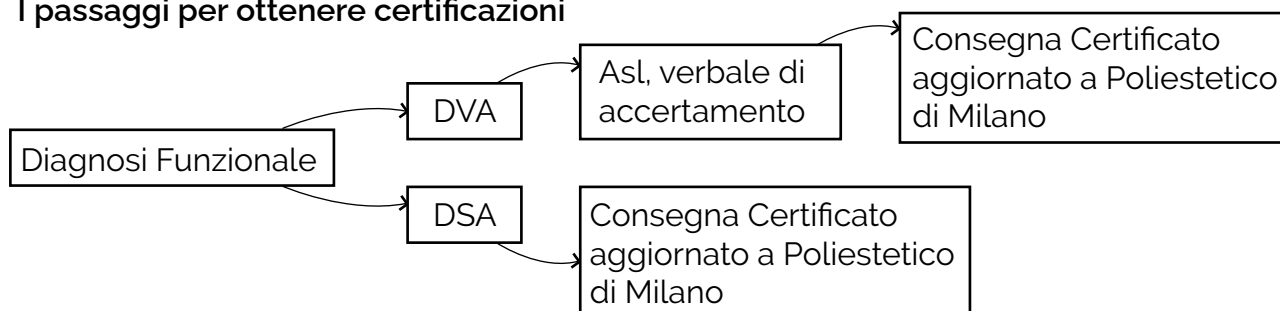 I passaggi per ottenere certificazioni
Diagnosi Funzionale
DVA
Asl, verbale di
accertamento
Consegna Certificato
aggiornato a Poliestetico
di Milano
DSA
Consegna Certificato
aggiornato a Poliestetico
di Milano